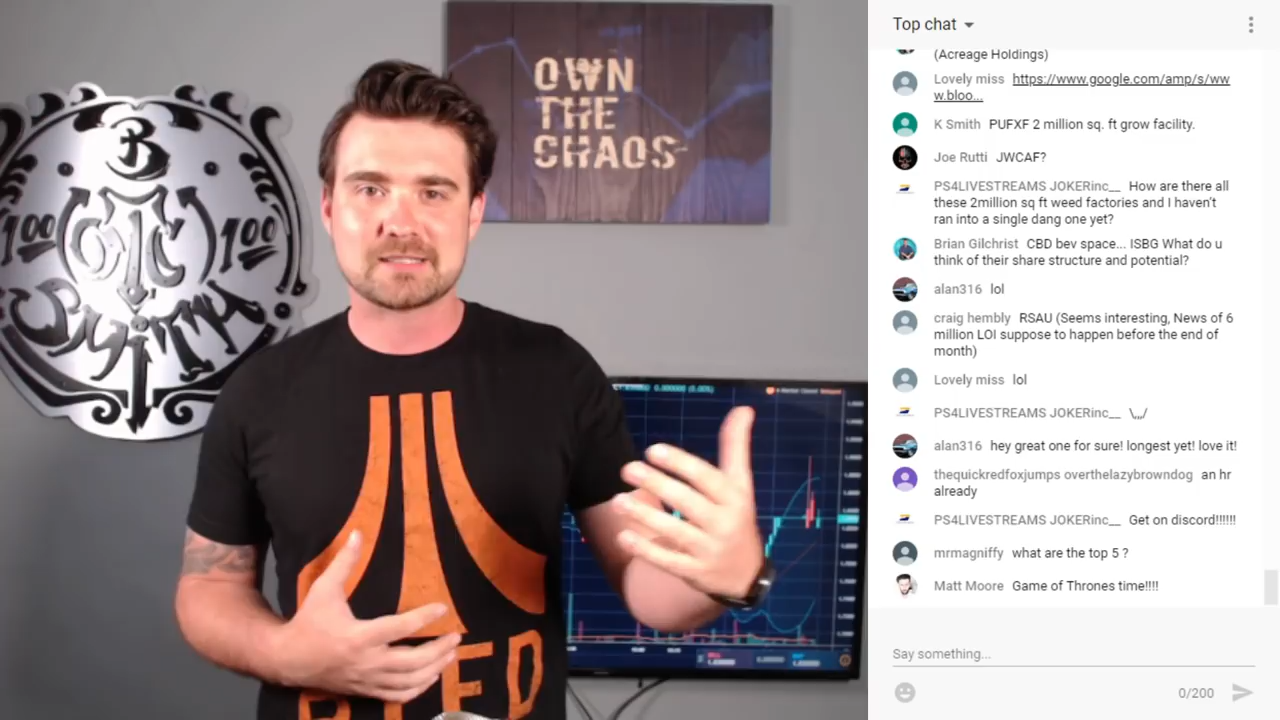 OWN
THE
CHAOS
B
100
OTC
100
SMITH
Top chat
(Acreage Holdings)
Lovely miss https://www.google.com/amp/s/ww
w.bloo...
K Smith PUFXF 2 million sq. ft grow facility.
Joe Rutti JWCAF?
PS4LIVESTREAMS JOKERinc__ How are there all
these 2million sq ft weed factories and I haven't
ran into a single dang one yet?
Brian Gilchrist CBD bev space... ISBG What do u
think of their share structure and potential?
alan316 lol
craig hembly RSAU (Seems interesting, News of 6
million LOI suppose to happen before the end of
month)
Lovely miss lol
PS4LIVESTREAMS JOKERinc__ \,,,/
alan316 hey great one for sure! longest yet! love it!
thequickredfoxjumps overthelazybrowndog an hr
already
PS4LIVESTREAMS JOKERinc__ Get on discord!!!!!!
mrmagniffy what are the top 5 ?
Matt Moore Game of Thrones time!!!!
Say something...
0/200